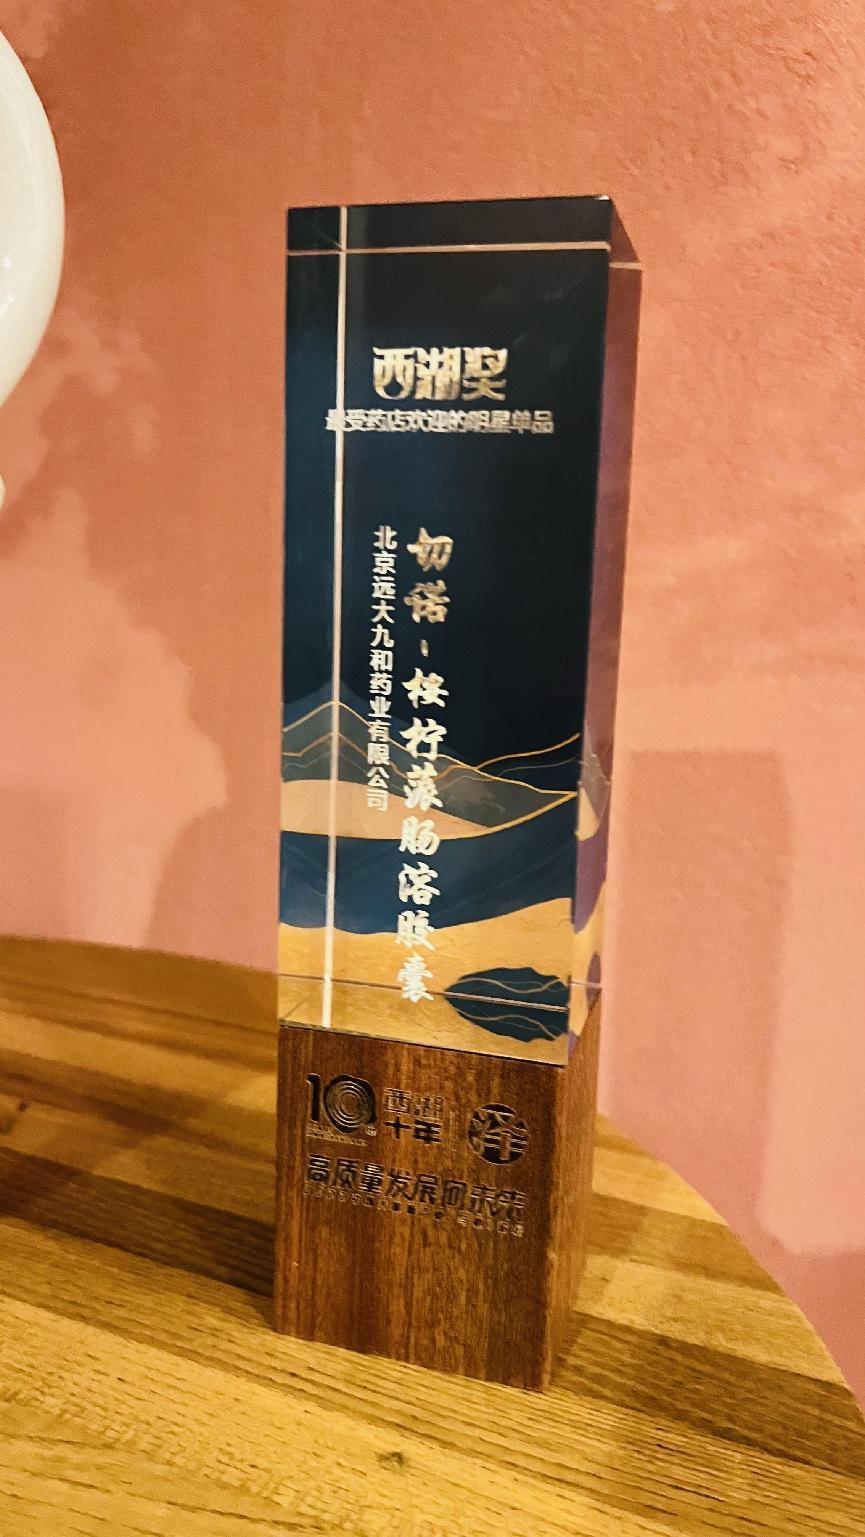 西湖奖
最受药店欢迎的明星单品
切诺、桉柠蒎肠溶胶囊
北京远大九和药业有限公司
10
西湖
十年
高质量发展向未来